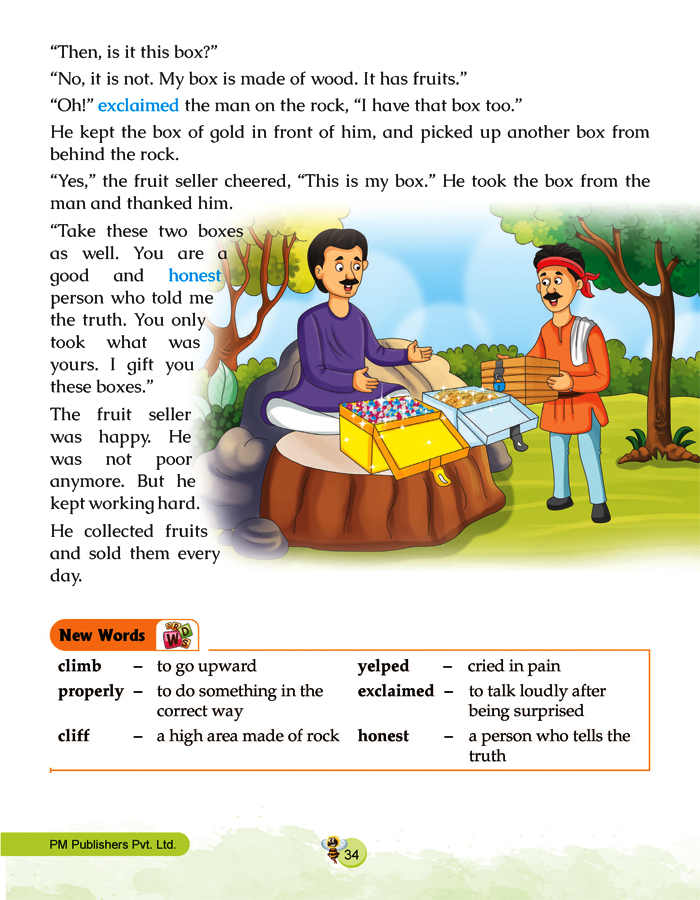 “Then, is it this box?”
“No, it is not. My box is made of wood. It has fruits.”
“Oh!” exclaimed the man on the rock, “I have that box too.”
He kept the box of gold in front of him, and picked up another box from
behind the rock.
“Yes,” the fruit seller cheered, “This is my box.” He took the box from the
man and thanked him.
“Take these two boxes
as well. You are a
good and honest
person who told me
the truth. You only
took what was
yours. I gift you
these boxes.”
The fruit seller
was happy. He
was not poor
anymore. But he
kept working hard.
He collected fruits
and sold them every
day.
New Words
climb – to go upward
properly – to do something in the
correct way
cliff – a high area made of rock
yelped – cried in pain
exclaimed – to talk loudly after
being surprised
honest – a person who tells the
truth
PM Publishers Pvt. Ltd.
34